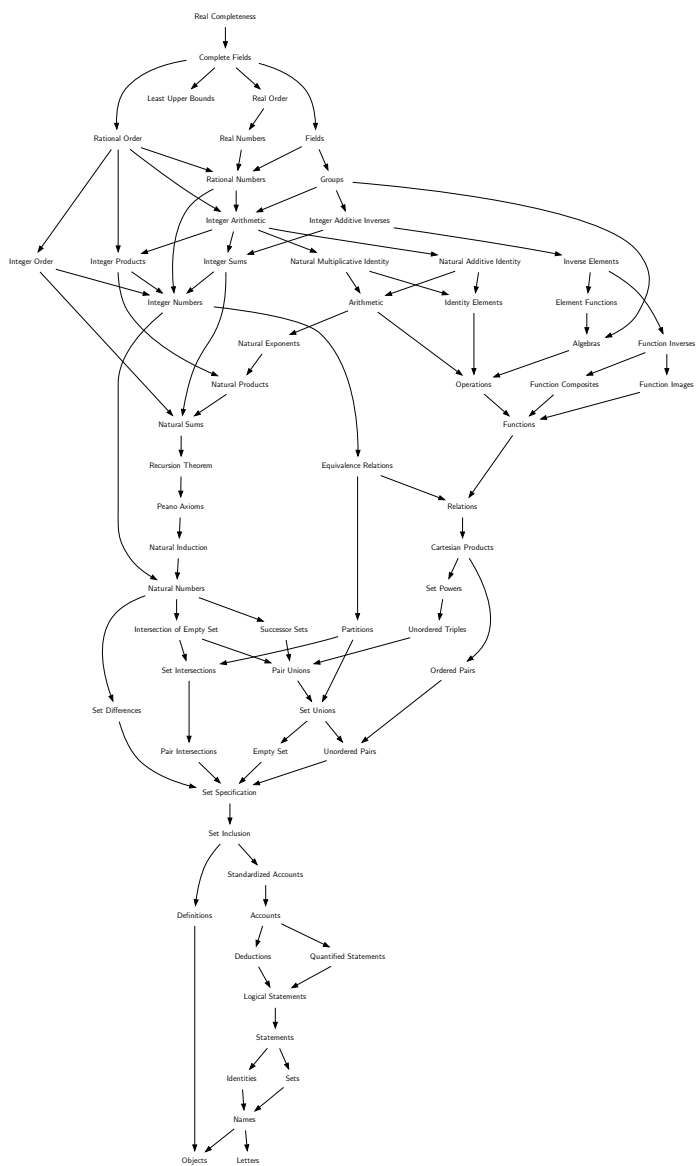 Real Completeness
Complete Fields
Least Upper Bounds
Real Order
Rational Order
Real Numbers
Fields
Rational Numbers
Groups
Integer Arithmetic
Integer Additive Inverses
Integer Order
Integer Products
Integer Sums
Natural Multiplicative Identity
Natural Additive Identity
Inverse Elements
Integer Numbers
Arithmetic
Identity Elements
Element Functions
Natural Exponents
Algebras
Function Inverses
Natural Products
Operations
Function Composites
Function Images
Natural Sums
Functions
Recursion Theorem
Equivalence Relations
Peano Axioms
Relations
Natural Induction
Cartesian Products
Natural Numbers
Set Powers
Intersection of Empty Set
Successor Sets
Partitions
Unordered Triples
Set Intersections
Pair Unions
Ordered Pairs
Set Differences
Set Unions
Pair Intersections
Empty Set
Unordered Pairs
Set Specification
Set Inclusion
Standardized Accounts
Definitions
Accounts
Deductions
Quantified Statements
Logical Statements
Statements
Identities
Sets
Names
Objects
Letters